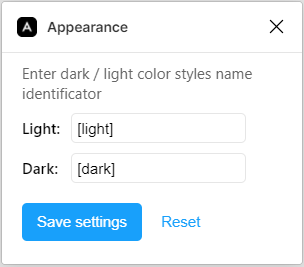 Appearance
Enter dark / light color styles name
identificator
Light: [light]
Dark: [dark]
Save settings Reset